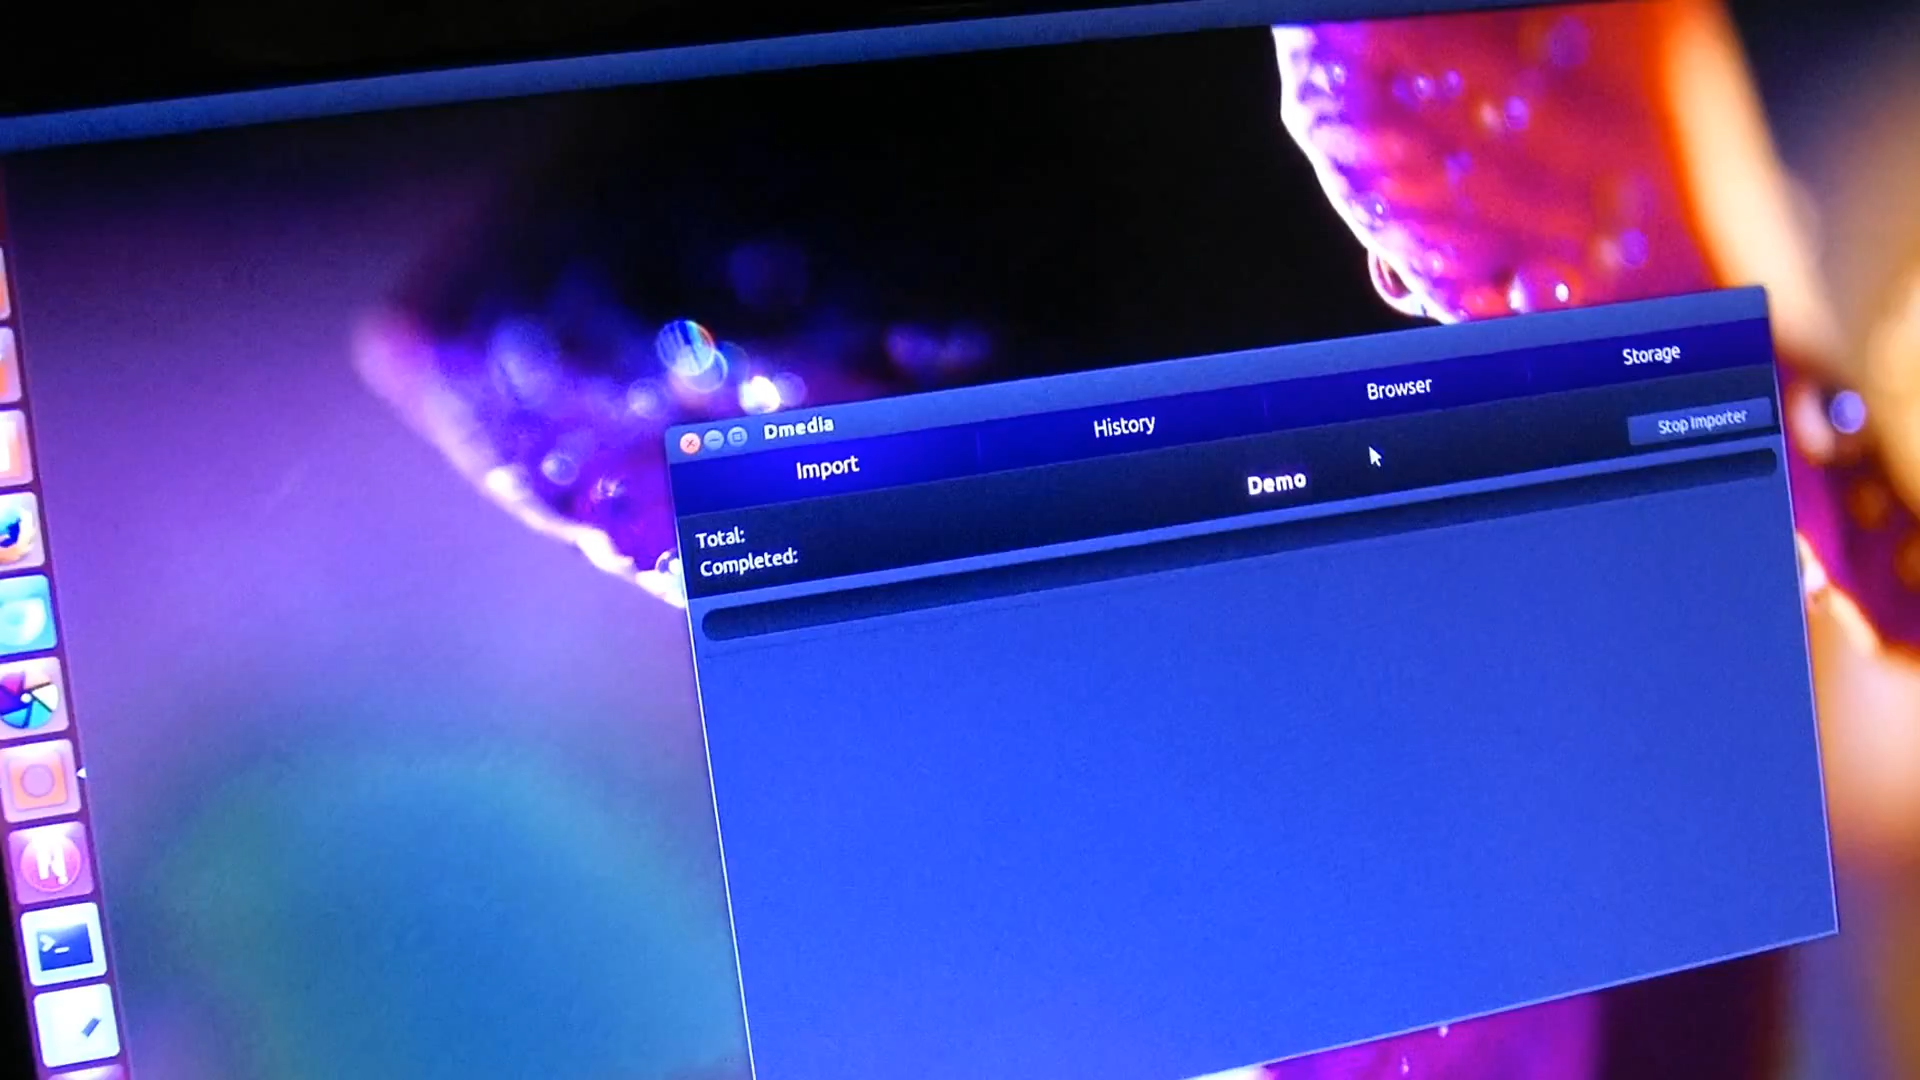 Dmedia
Import
History
Browser
Storage
Stop Importer
Demo
Total:
Completed: